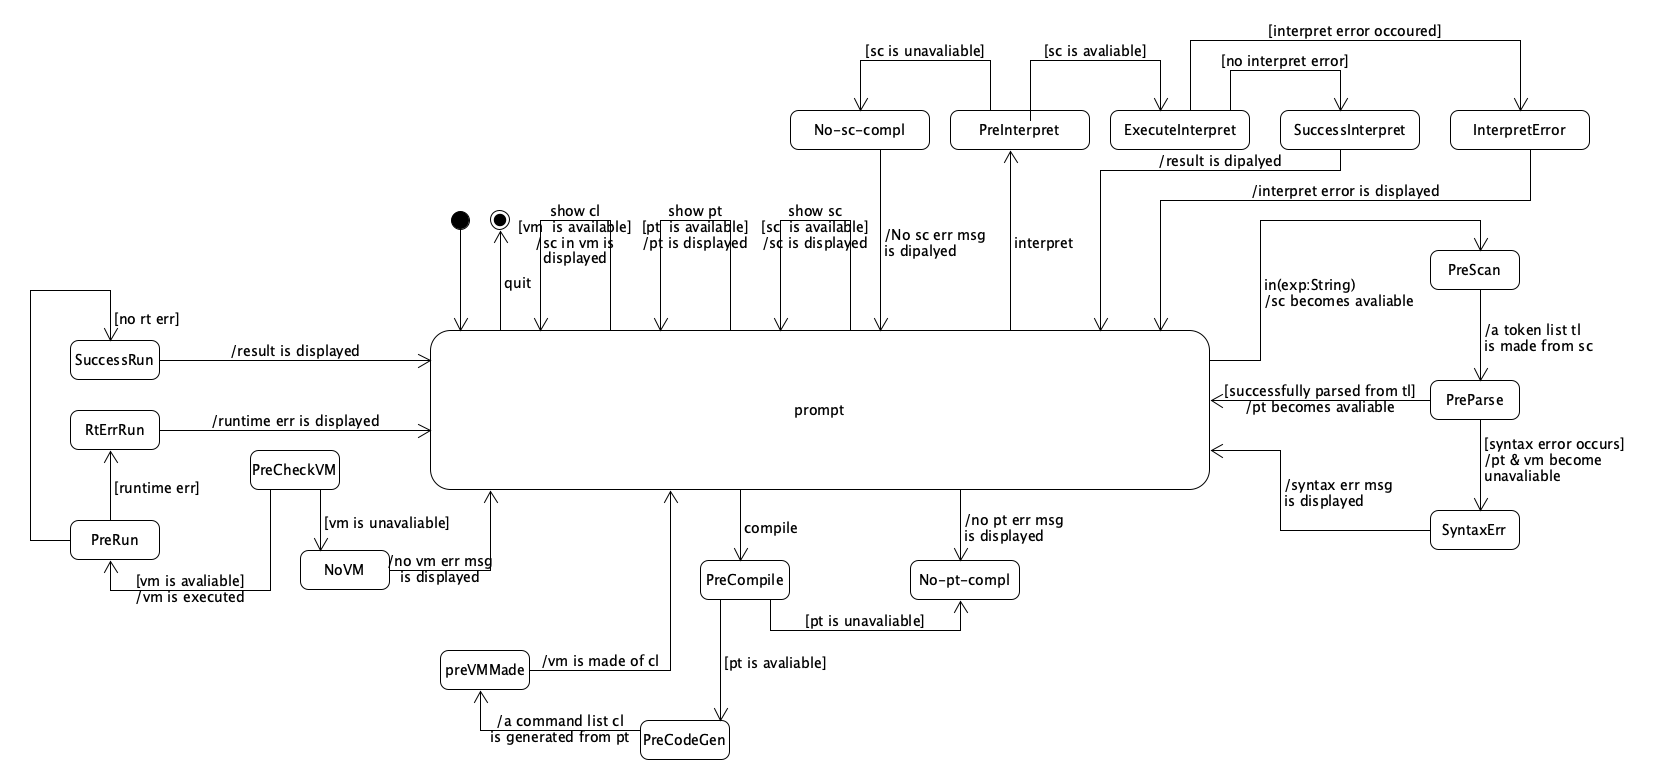 [interpret error occoured]
[sc is unavaliable]
[sc is avaliable]
[no interpret error]
No-sc-compl
PreInterpret
ExecuteInterpret
SuccessInterpret
InterpretError
/result is dipalyed
/interpret error is displayed
show cl
[vm  is available]
/sc in vm is
displayed
show pt
[pt  is available]
/pt is displayed
show sc
[sc  is available]
/sc is displayed
/No sc err msg
is dipalyed
interpret
quit
PreScan
in(exp:String)
/sc becomes avaliable
[no rt err]
/a token list tl
is made from sc
SuccessRun
/result is displayed
[successfully parsed from tl]
/pt becomes avaliable
PreParse
prompt
RtErrRun
/runtime err is displayed
[syntax error occurs]
/pt & vm become
unavaliable
PreCheckVM
[runtime err]
/syntax err msg
is displayed
[vm is unavaliable]
compile
/no pt err msg
is displayed
SyntaxErr
PreRun
NoVM
/no vm err msg
is displayed
PreCompile
No-pt-compl
[vm is avaliable]
/vm is executed
[pt is unavaliable]
preVMMade
/vm is made of cl
[pt is avaliable]
/a command list cl
is generated from pt
PreCodeGen